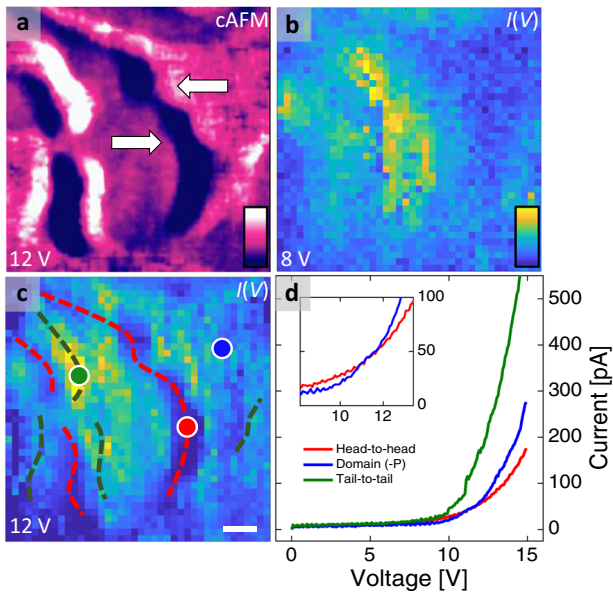 a
cAFM
12 V
b
I(V)
8 V
c
I(V)
12 V
d
100
50
0
10
12
500
400
300
200
100
0
Current [pA]
Head-to-head
Domain (-P)
Tail-to-tail
0
5
10
15
Voltage [V]